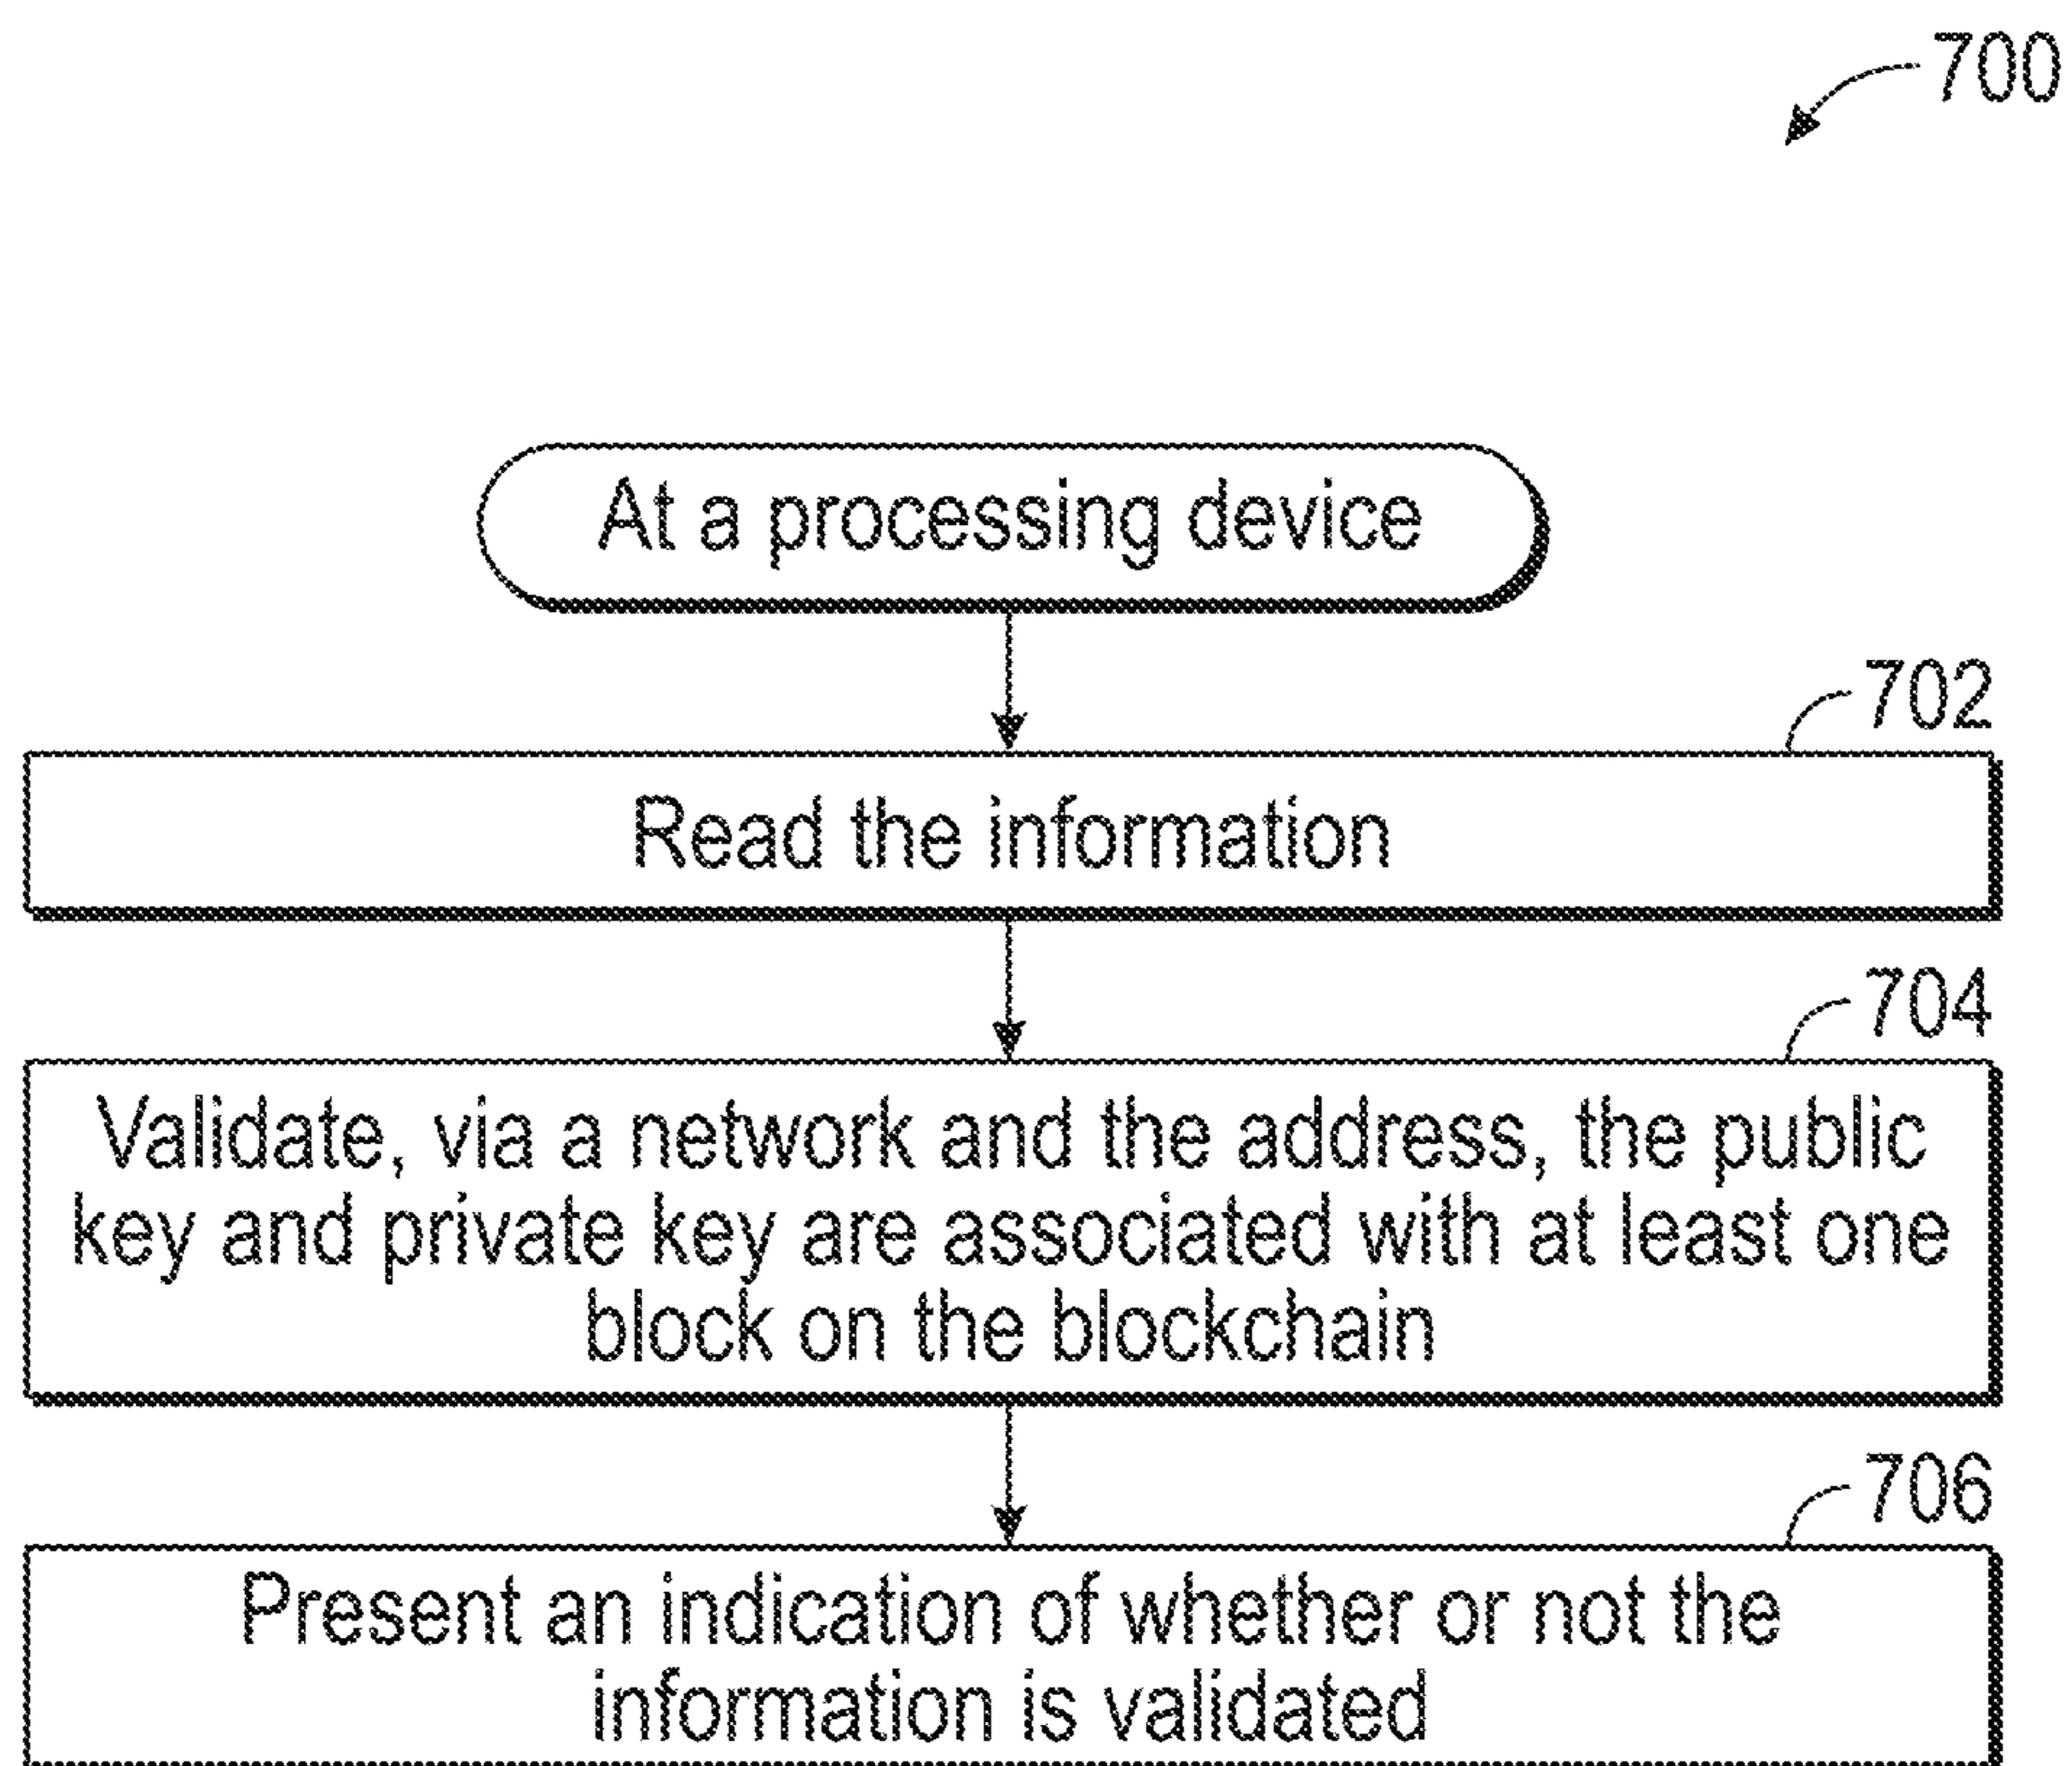 700
At a processing device
702
Read the information
704
Validate, via a network and the address, the public
key and private key are associated with at least one
block on the blockchain
706
Present an indication of whether or not the
information is validated